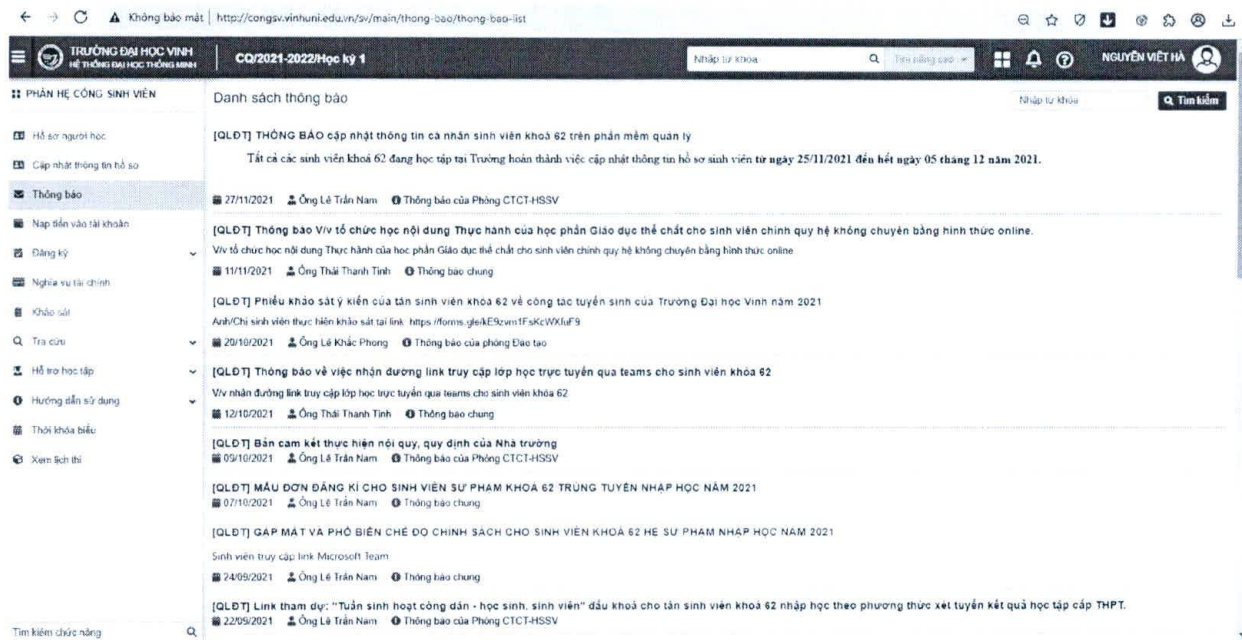 Không bảo mật http://congsv.vinhuni.edu.vn/sv/main/thong-bao/thong-bao-list
TRƯỜNG ĐẠI HỌC VINH
HỆ THỐNG ĐẠI HỌC THÔNG MINH
CQ/2021-2022/Học kỳ 1
Nhập từ khóa
Tìm nâng cao
NGUYỄN VIẾT HÀ
PHÂN HỆ CỔNG SINH VIÊN
Hồ sơ người học
Cập nhật thông tin hồ sơ
Thông báo
Nạp tiền vào tài khoản
Đăng ký
Nghĩa vụ tài chính
Khảo sát
Tra cứu
Hỗ trợ học tập
Hướng dẫn sử dụng
Thời khóa biểu
Xem lịch thi
Tìm kiếm chức năng
Danh sách thông báo
Nhập từ khóa
Tìm kiếm
[QLĐT] THÔNG BÁO cập nhật thông tin cá nhân sinh viên khoá 62 trên phần mềm quản lý
Tất cả các sinh viên khoá 62 đang học tập tại Trường hoàn thành việc cập nhật thông tin hồ sơ sinh viên từ ngày 25/11/2021 đến hết ngày 05 tháng 12 năm 2021.
27/11/2021 Ông Lê Trần Nam Thông báo của Phòng CTCT-HSSV
[QLĐT] Thông báo V/v tổ chức học nội dung Thực hành của học phần Giáo dục thể chất cho sinh viên chính quy hệ không chuyên bằng hình thức online.
V/v tổ chức học nội dung Thực hành của học phần Giáo dục thể chất cho sinh viên chính quy hệ không chuyên bằng hình thức online
11/11/2021 Ông Thái Thanh Tình Thông báo chung
[QLĐT] Phiếu khảo sát ý kiến của tân sinh viên khóa 62 về công tác tuyển sinh của Trường Đại học Vinh năm 2021
Anh/Chị sinh viên thực hiện khảo sát tại link
20/10/2021 Ông Lê Khắc Phong Thông báo của phòng Đào tạo
[QLĐT] Thông báo về việc nhận đường link truy cập lớp học trực tuyến qua teams cho sinh viên khóa 62
V/v nhận đường link truy cập lớp học trực tuyến qua teams cho sinh viên khóa 62
12/10/2021 Ông Thái Thanh Tình Thông báo chung
[QLĐT] Bản cam kết thực hiện nội quy, quy định của Nhà trường
09/10/2021 Ông Lê Trần Nam Thông báo của Phòng CTCT-HSSV
[QLĐT] MẪU ĐƠN ĐĂNG KÍ CHO SINH VIÊN SƯ PHẠM KHOÁ 62 TRÚNG TUYỂN NHẬP HỌC NĂM 2021
07/10/2021 Ông Lê Trần Nam Thông báo chung
[QLĐT] GẶP MẶT VÀ PHỔ BIẾN CHẾ ĐỘ CHÍNH SÁCH CHO SINH VIÊN KHOÁ 62 HỆ SƯ PHẠM NHẬP HỌC NĂM 2021
Sinh viên truy cập link Microsoft Team
24/09/2021 Ông Lê Trần Nam Thông báo chung
[QLĐT] Link tham dự: "Tuần sinh hoạt công dân - học sinh, sinh viên" đầu khoá cho tân sinh viên khoá 62 nhập học theo phương thức xét tuyển kết quả học tập cấp THPT.
22/09/2021 Ông Lê Trần Nam Thông báo của Phòng CTCT-HSSV